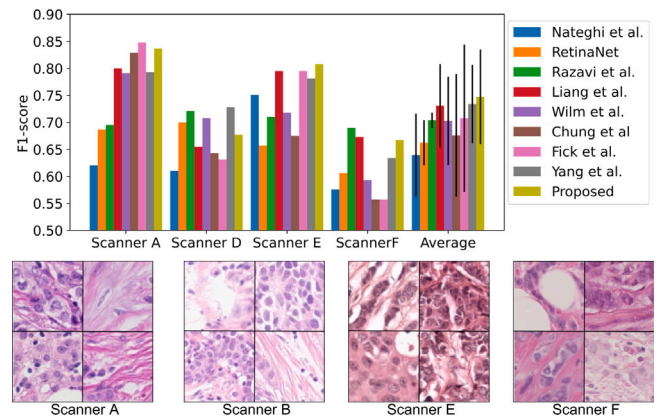 0.90
0.85
0.80
0.75
0.70
0.65
0.60
0.55
0.50
F1-score
Scanner A
Scanner D
Scanner E
ScannerF
Average
Nateghi et al.
RetinaNet
Razavi et al.
Liang et al.
Wilm et al.
Chung et al
Fick et al.
Yang et al.
Proposed
Scanner A
Scanner B
Scanner E
Scanner F